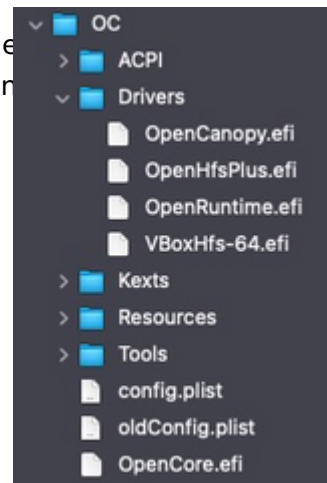 OC
ACPI
Drivers
OpenCanopy.efi
OpenHfsPlus.efi
OpenRuntime.efi
VBoxHfs-64.efi
Kexts
Resources
Tools
config.plist
oldConfig.plist
OpenCore.efi